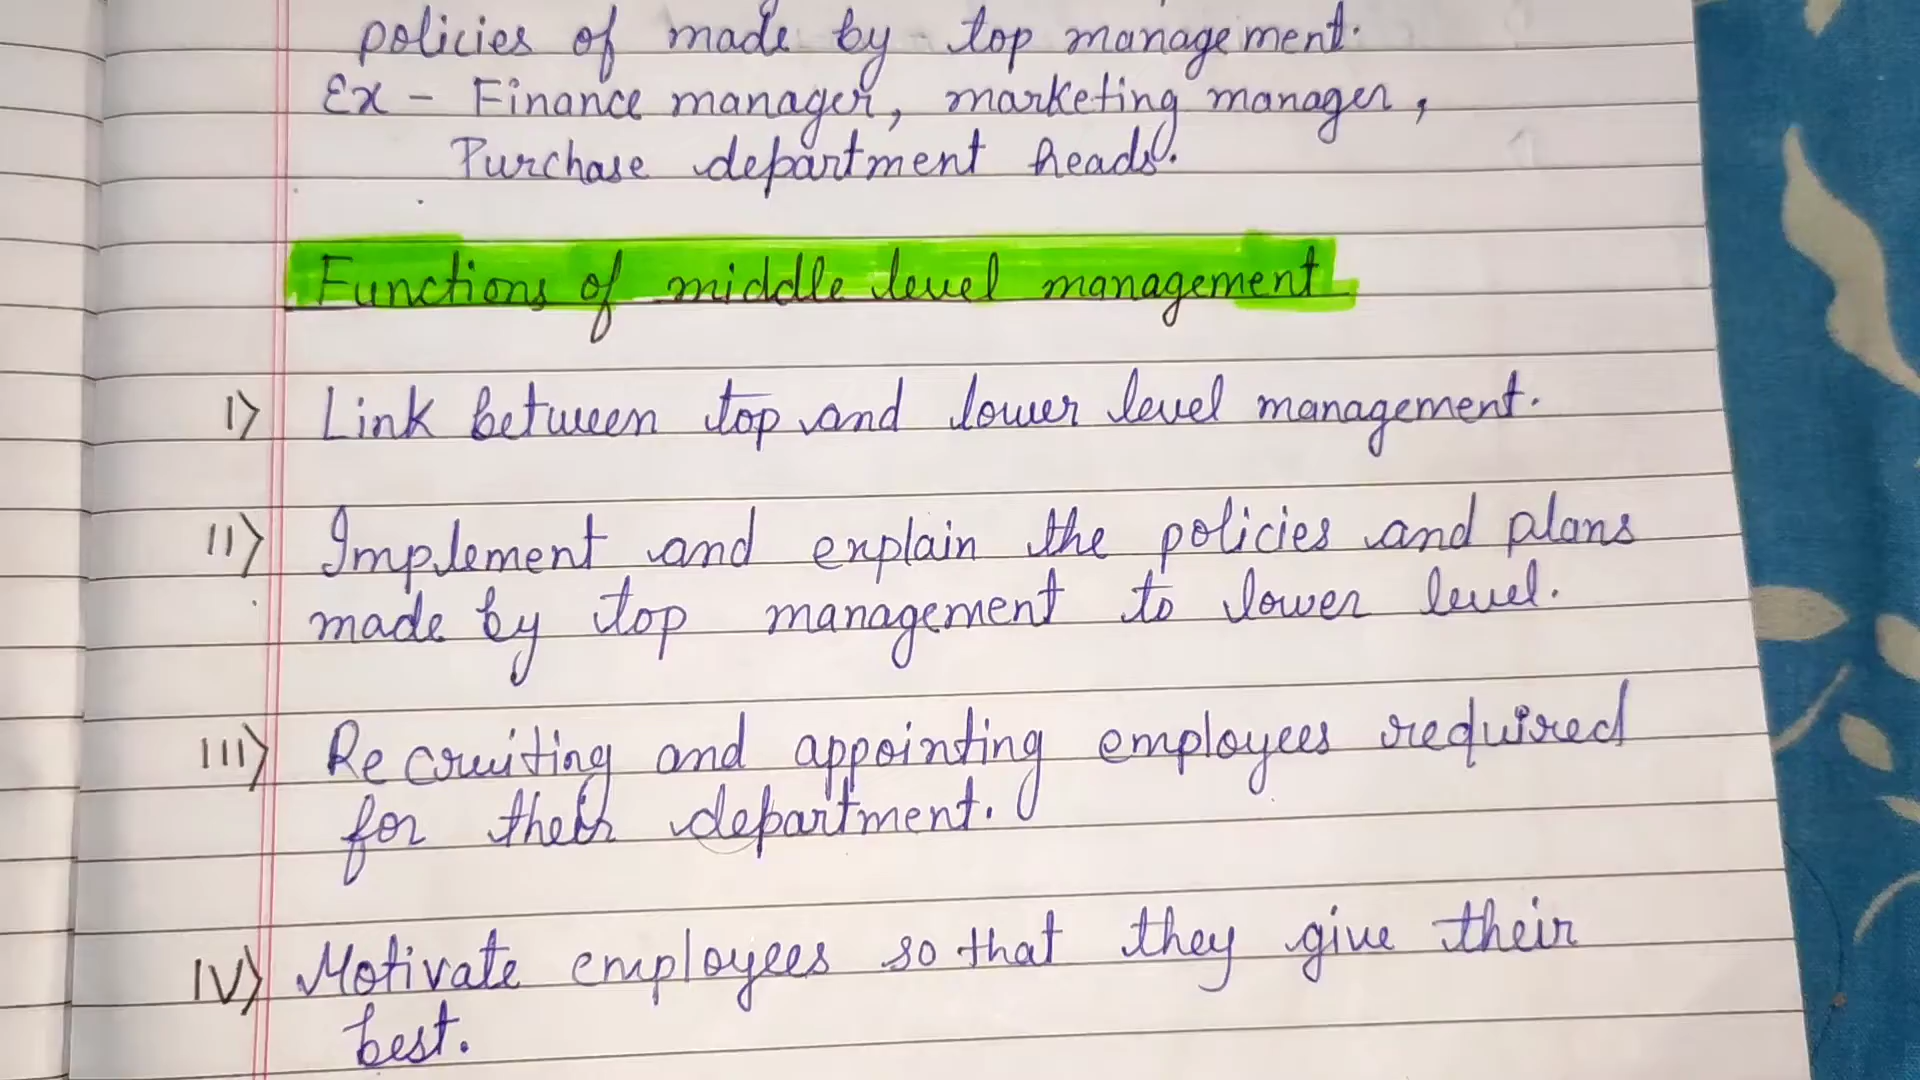 policies of made by top management.
Ex - Finance manager, marketing manager,
Purchase department heads.
Functions of middle level management
I) Link between top and lower level management.
II) Implement and explain the policies and plans
made by top management to lower level.
III) Recruiting and appointing employees required
for their department.
IV) Motivate employees so that they give their
best.